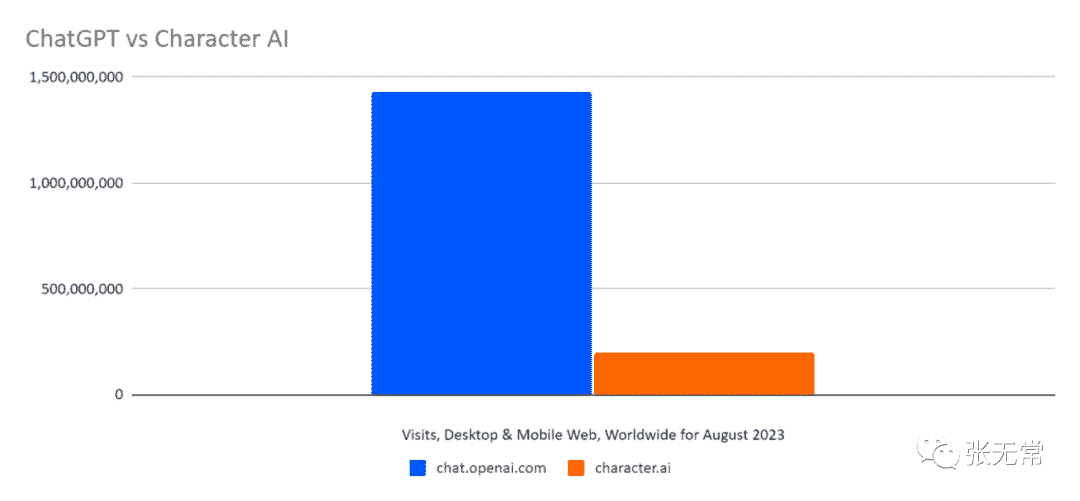 ChatGPT vs Character AI
1,500,000,000
1,000,000,000
500,000,000
0
Visits, Desktop & Mobile Web, Worldwide for August 2023
chat.openai.com character.ai
张无常